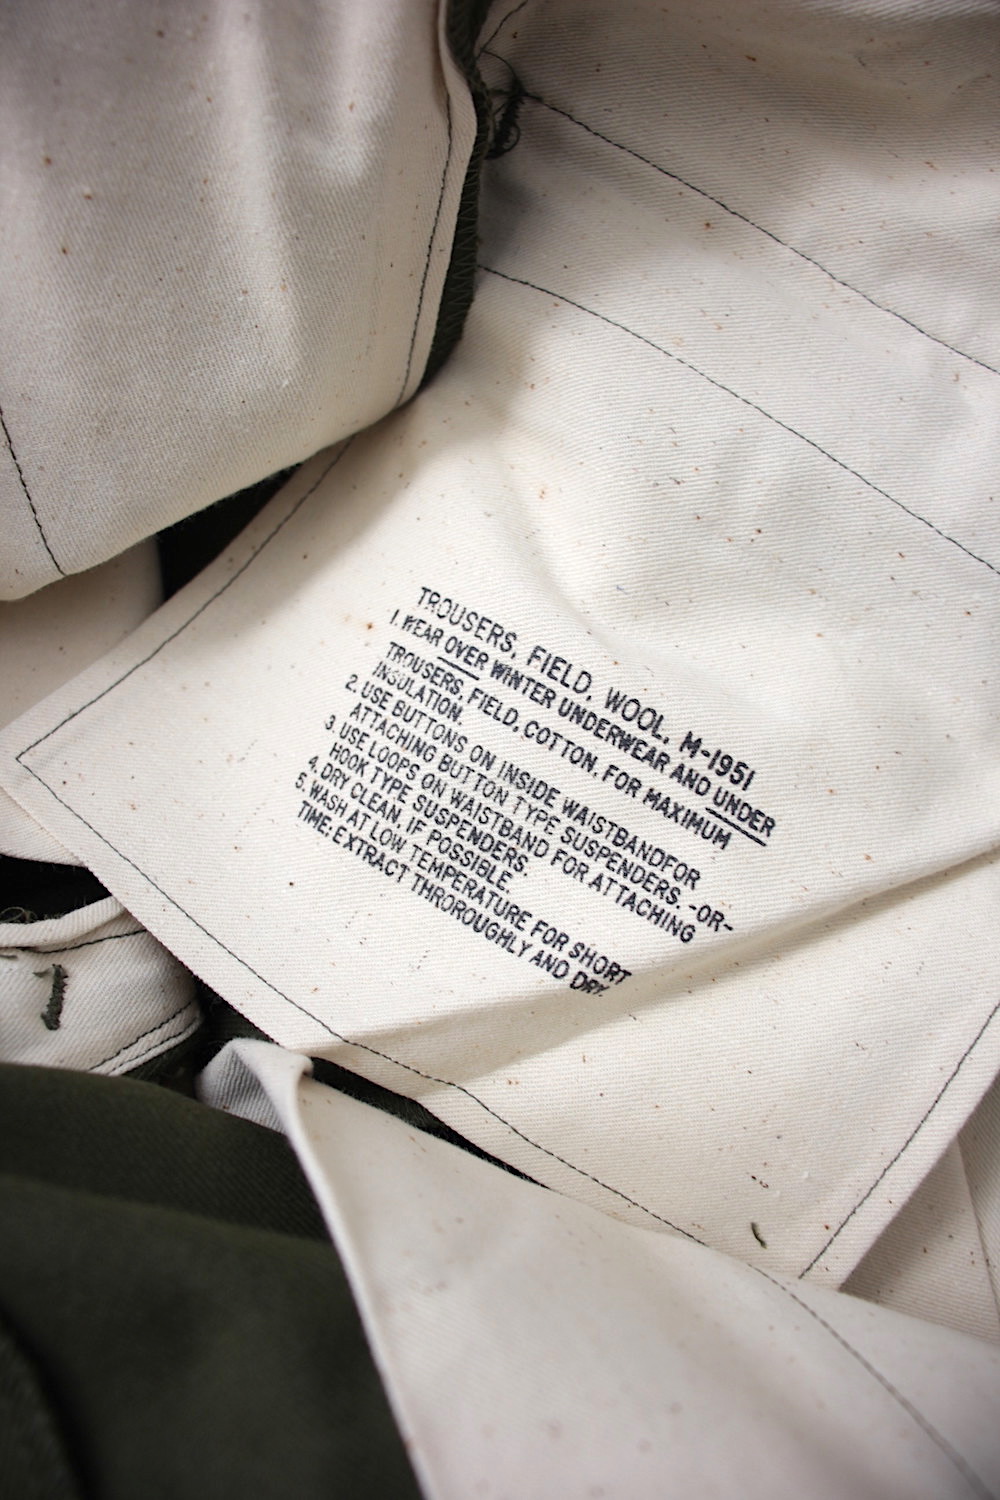 TROUSERS, FIELD, WOOL, M-1951
1. WEAR OVER WINTER UNDERWEAR AND UNDER
TROUSERS, FIELD, COTTON, FOR MAXIMUM
INSULATION.
2. USE BUTTONS ON INSIDE WAISTBANDFOR
ATTACHING BUTTON TYPE SUSPENDERS. -OR-
3. USE LOOPS ON WAISTBAND FOR ATTACHING
HOOK TYPE SUSPENDERS.
4. DRY CLEAN, IF POSSIBLE.
5. WASH AT LOW TEMPERATURE FOR SHORT
TIME; EXTRACT THROROUGHLY AND DRY.